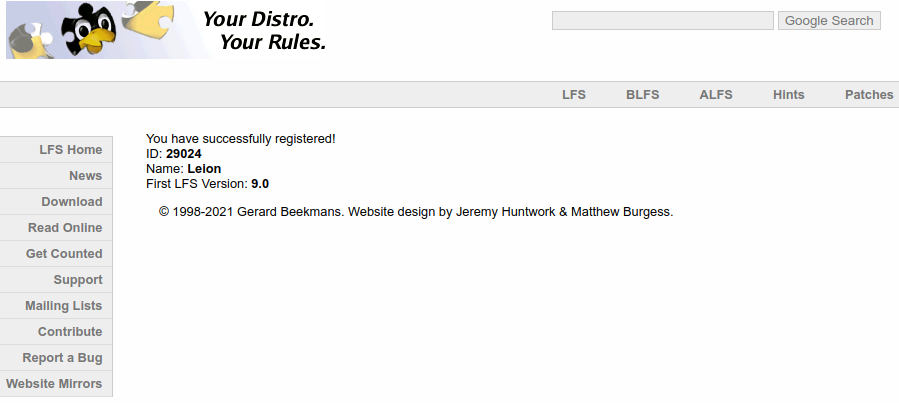 Your Distro.
Your Rules.
Google Search
LFS BLFS ALFS Hints Patches
LFS Home
News
Download
Read Online
Get Counted
Support
Mailing Lists
Contribute
Report a Bug
Website Mirrors
You have successfully registered!
ID: 29024
Name: Leion
First LFS Version: 9.0
© 1998-2021 Gerard Beekmans. Website design by Jeremy Huntwork & Matthew Burgess.